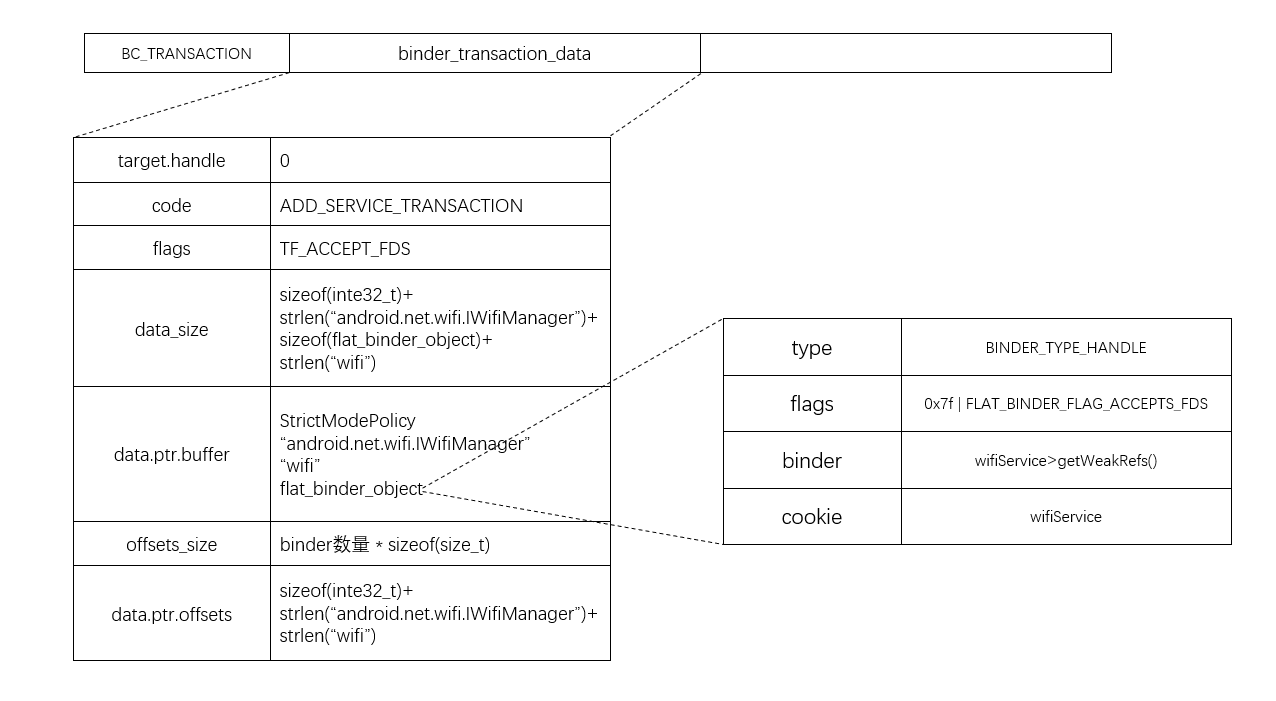 BC_TRANSACTION
binder_transaction_data
target.handle
0
code
ADD_SERVICE_TRANSACTION
flags
TF_ACCEPT_FDS
data_size
sizeof(inte32_t)+
strlen(“android.net.wifi.IWifiManager”)+
sizeof(flat_binder_object)+
strlen(“wifi”)
data.ptr.buffer
StrictModePolicy
“android.net.wifi.IWifiManager”
“wifi”
flat_binder_object
offsets_size
binder数量 * sizeof(size_t)
data.ptr.offsets
sizeof(inte32_t)+
strlen(“android.net.wifi.IWifiManager”)+
strlen(“wifi”)
type
BINDER_TYPE_HANDLE
flags
0x7f | FLAT_BINDER_FLAG_ACCEPTS_FDS
binder
wifiService>getWeakRefs()
cookie
wifiService